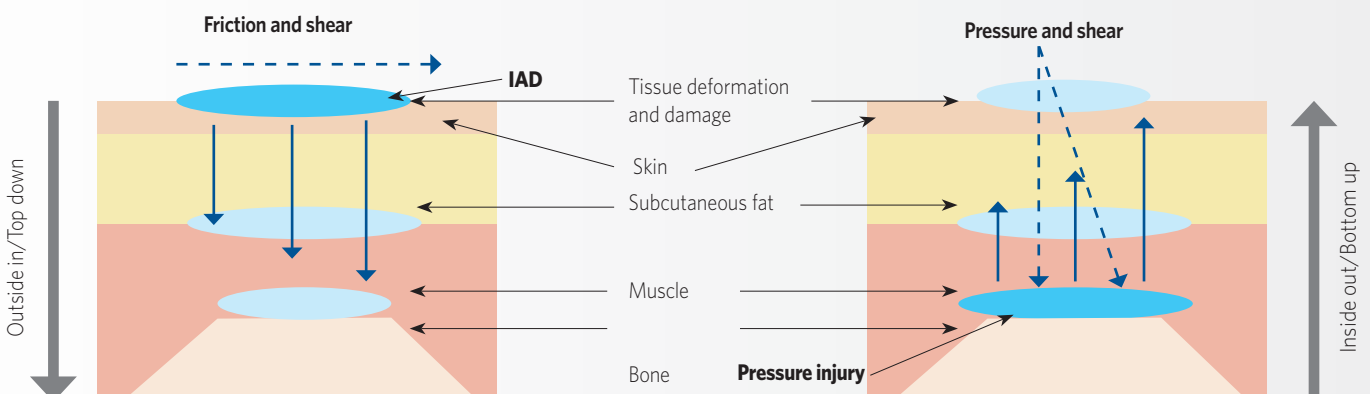 Friction and shear
Pressure and shear
IAD
Tissue deformation
and damage
Skin
Subcutaneous fat
Muscle
Bone
Pressure injury
Outside in/Top down
Inside out/Bottom up